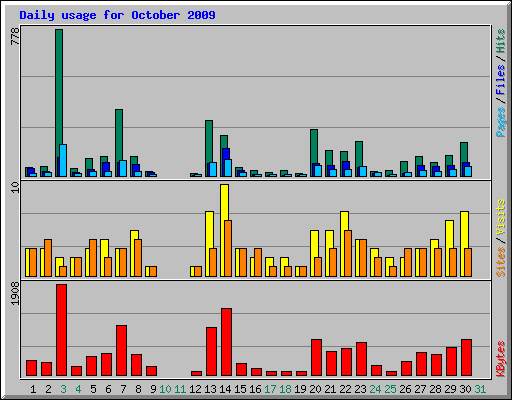 Daily usage for October 2009
778
Pages / Files / Hits
10
Sites / Visits
1908
KBytes
1 2 3 4 5 6 7 8 9 10 11 12 13 14 15 16 17 18 19 20 21 22 23 24 25 26 27 28 29 30 31